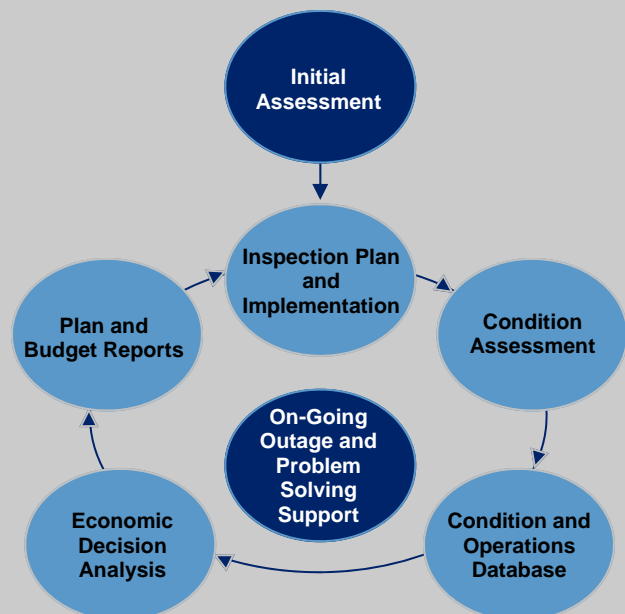 Initial
Assessment
Inspection Plan
and
Implementation
Plan and
Budget Reports
Condition
Assessment
On-Going
Outage and
Problem
Solving
Support
Economic
Decision
Analysis
Condition and
Operations
Database